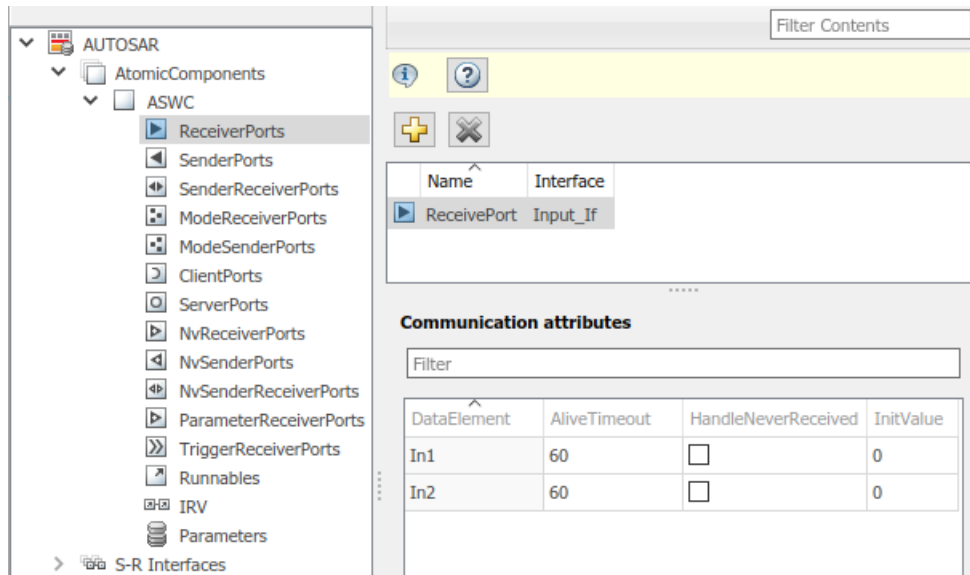 Filter Contents
AUTOSAR
AtomicComponents
ASWC
ReceiverPorts
SenderPorts
SenderReceiverPorts
ModeReceiverPorts
ModeSenderPorts
ClientPorts
ServerPorts
NvReceiverPorts
NvSenderPorts
NvSenderReceiverPorts
ParameterReceiverPorts
TriggerReceiverPorts
Runnables
IRV
Parameters
S-R Interfaces
Name Interface
ReceivePort Input_If
Communication attributes
Filter
DataElement AliveTimeout HandleNeverReceived InitValue
In1 60 0
In2 60 0